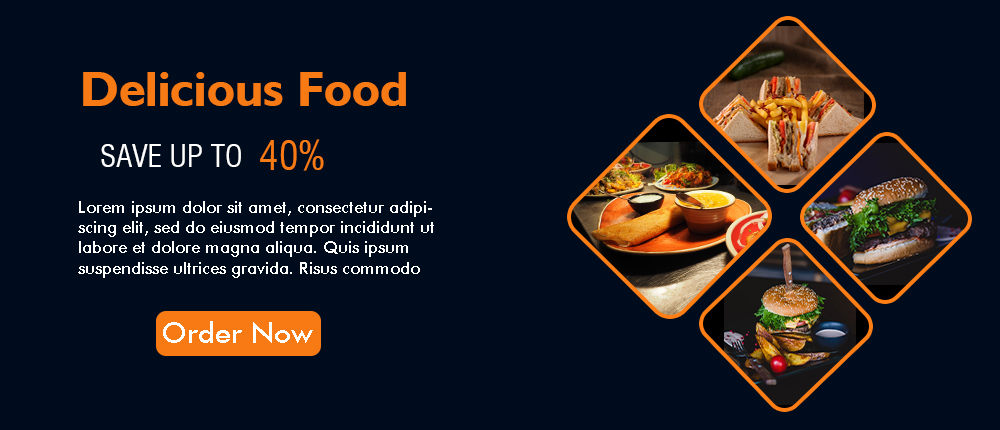 Delicious Food
SAVE UP TO 40%
Lorem ipsum dolor sit amet, consectetur adipi-
scing elit, sed do eiusmod tempor incididunt ut
labore et dolore magna aliqua. Quis ipsum
suspendisse ultrices gravida. Risus commodo
Order Now